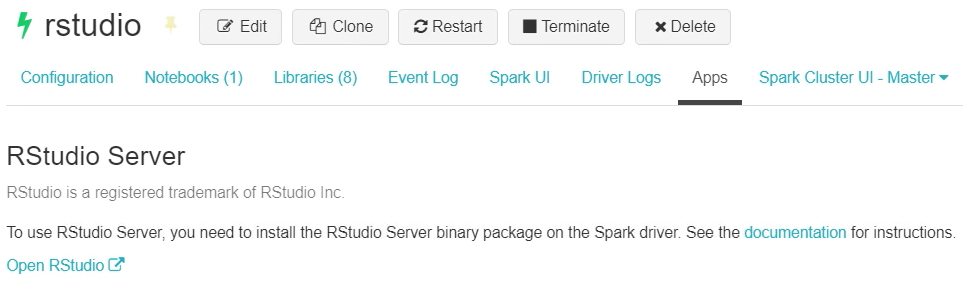 rstudio Edit Clone Restart Terminate Delete
Configuration Notebooks (1) Libraries (8) Event Log Spark UI Driver Logs Apps Spark Cluster UI - Master
RStudio Server
RStudio is a registered trademark of RStudio Inc.
To use RStudio Server, you need to install the RStudio Server binary package on the Spark driver. See the documentation for instructions.
Open RStudio